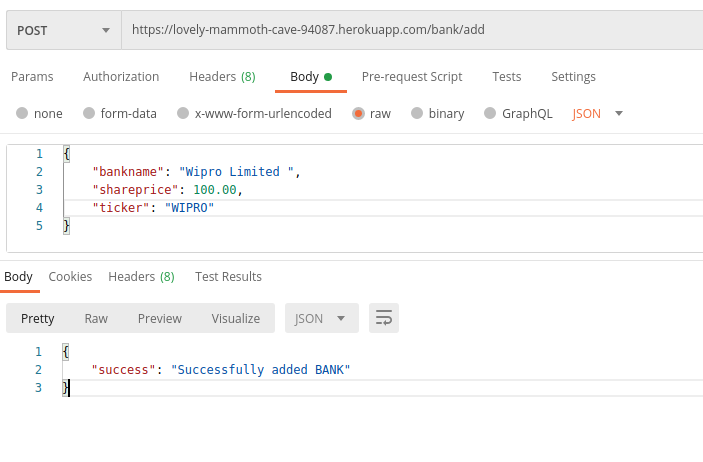 POST https://lovely-mammoth-cave-94087.herokuapp.com/bank/add
Params Authorization Headers (8) Body Pre-request Script Tests Settings
none form-data x-www-form-urlencoded raw binary GraphQL JSON
1 {
2 "bankname": "Wipro Limited ",
3 "shareprice": 100.00,
4 "ticker": "WIPRO"
5 }
Body Cookies Headers (8) Test Results
Pretty Raw Preview Visualize JSON
1 {
2 "success": "Successfully added BANK"
3 }